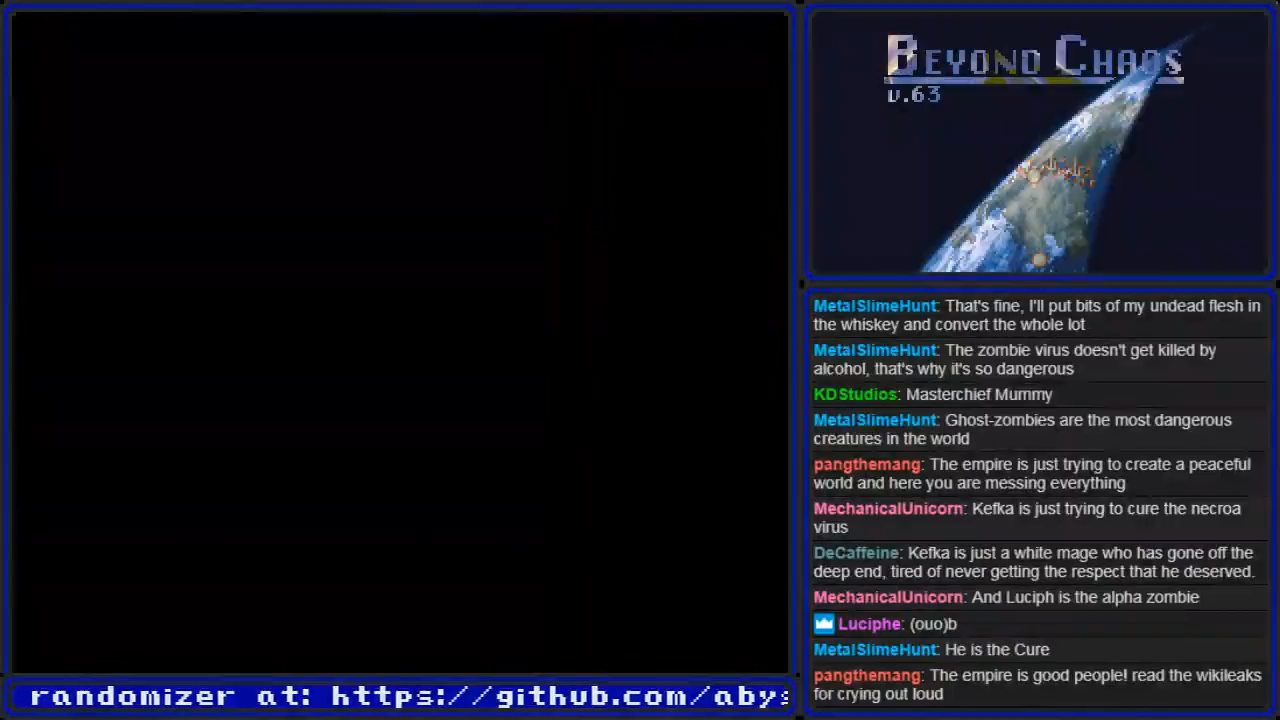 BEYOND CHAOS
v.63
MetalSlimeHunt: That's fine, I'll put bits of my undead flesh in
the whiskey and convert the whole lot
MetalSlimeHunt: The zombie virus doesn't get killed by
alcohol, that's why it's so dangerous
KDStudios: Masterchief Mummy
MetalSlimeHunt: Ghost-zombies are the most dangerous
creatures in the world
pangthemang: The empire is just trying to create a peaceful
world and here you are messing everything
MechanicalUnicorn: Kefka is just trying to cure the necroa
virus
DeCaffeine: Kefka is just a white mage who has gone off the
deep end, tired of never getting the respect that he deserved.
MechanicalUnicorn: And Luciph is the alpha zombie
Luciphe: (ouo)b
MetalSlimeHunt: He is the Cure
pangthemang: The empire is good people! read the wikileaks
for crying out loud
randomizer at: https://github.com/abys